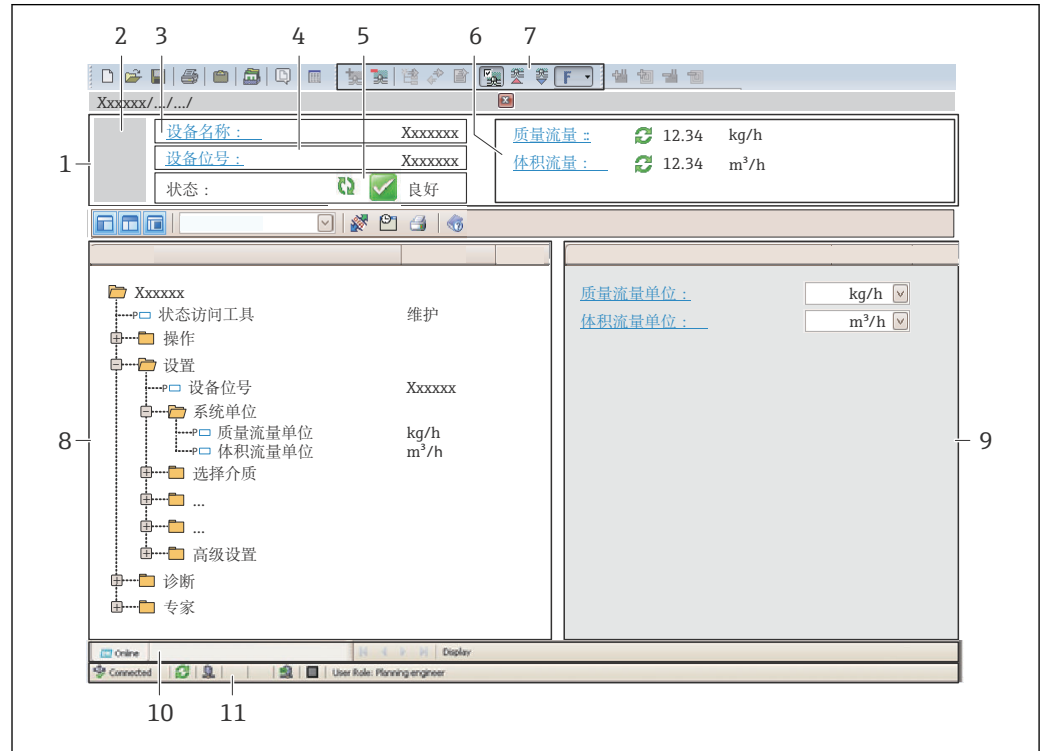 2 3 4 5 6 7
F
Xxxxxx/.../.../
1
设备名称： Xxxxxxx
设备位号： Xxxxxxx
状态： 良好
质量流量：: 12.34 kg/h
体积流量： 12.34 m³/h
Xxxxxx
状态访问工具 维护
操作
设置
设备位号 Xxxxxx
系统单位
质量流量单位 kg/h
体积流量单位 m³/h
选择介质
...
...
高级设置
诊断
专家
8
质量流量单位： kg/h
体积流量单位： m³/h
9
Online Display
Connected User Role: Planning engineer
10 11